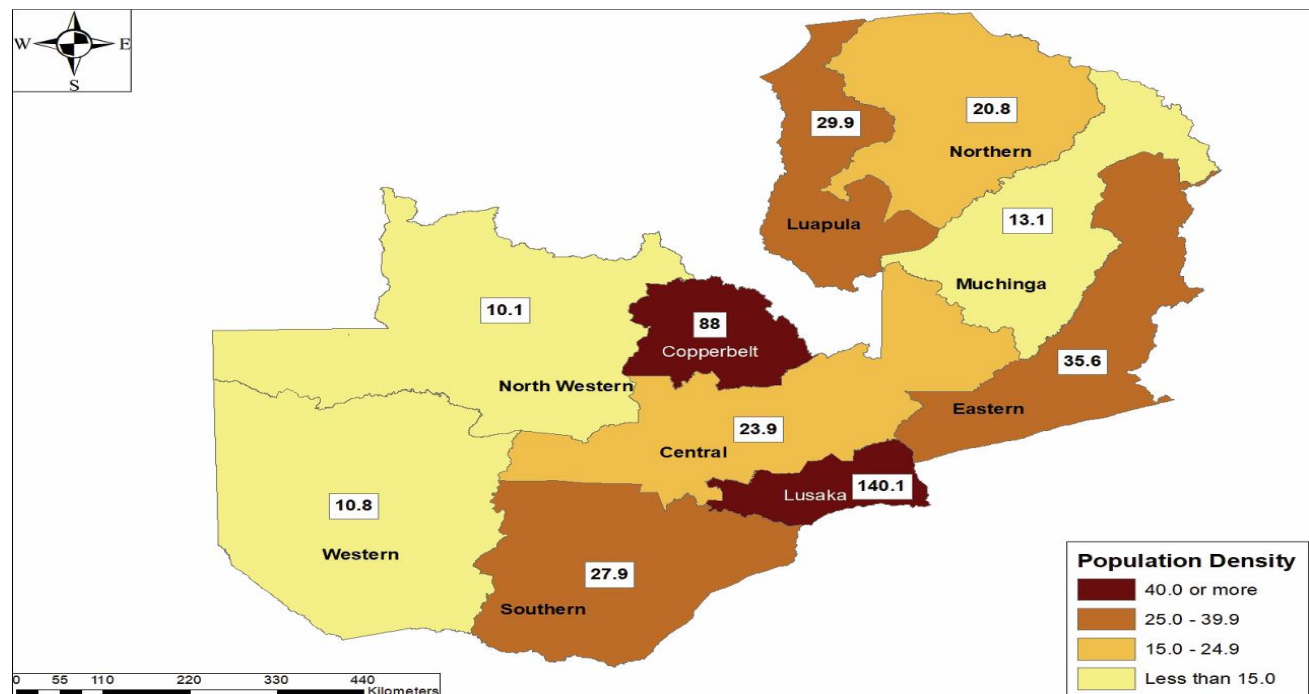 W E
S
29.9
20.8
Northern
Luapula
13.1
Muchinga
10.1
North Western
88
Copperbelt
35.6
Eastern
23.9
Central
Lusaka 140.1
10.8
Western
27.9
Southern
Population Density
40.0 or more
25.0 - 39.9
15.0 - 24.9
Less than 15.0
0 55 110 220 330 440
Kilometers